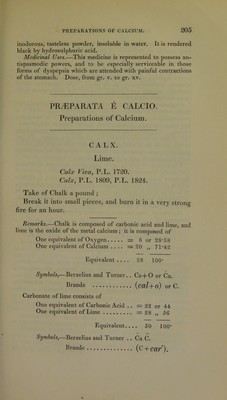 PREPARATIONS OF CALCIUM. 205
inodorous, tasteless powder, insoluble in water. It is rendered
black by hydrosulphuric acid.
Medicinal Uses.—This medicine is represented to possess an-
tispasmodic powers, and to be especially serviceable in those
forms of dyspepsia which are attended with painful contractions
of the stomach. Dose, from gr. v. to gr. xv.
PRÆPARATA È CALCIO.
Preparations of Calcium.
CALX.
Lime.
Calx Viva, P.L. 1720.
Calx, P.L. 1809, P.L. 1824.
Take of Chalk a pound;
Break it into small pieces, and burn it in a very strong
fire for an hour.
Remarks.—Chalk is composed of carbonic acid and lime, and
lime is the oxide of the metal calcium; it is composed of
One equivalent of Oxygen..... = 8 or 28·58
One equivalent of Calcium .... = 20 „ 71·42
Equivalent .... 28 100·
Symbols,—Berzelius and Turner.. Ca+O or Ca.
Brande ............ (cal+o) or C.
Carbonate of lime consists of
One equivalent of Carbonic Acid .. = 22 or 44
One equivalent of Lime .......... = 28 „ 56
Equivalent.... 50 100·
Symbols,—Berzelius and Turner .. Ca C.
Brande .............. (C+car').